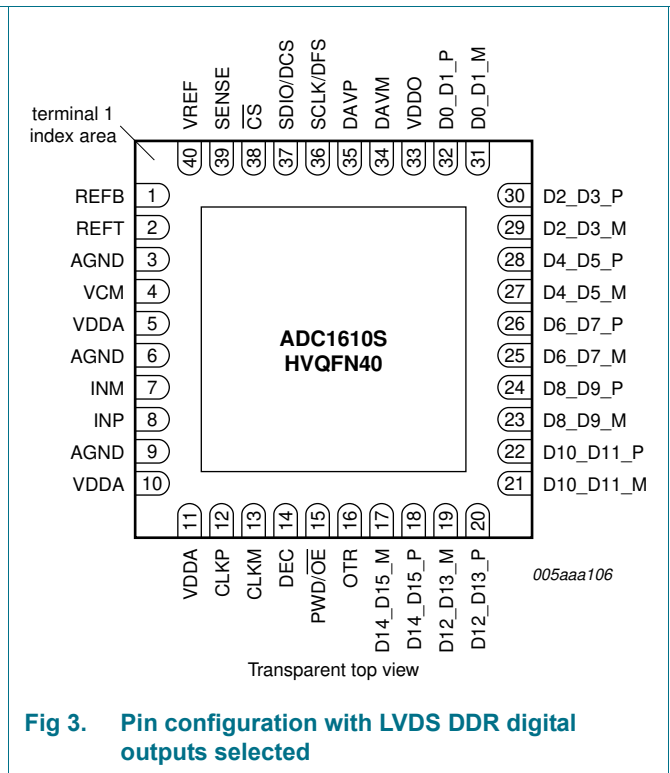 VREF
SENSE
CS
SDIO/DCS
SCLK/DFS
DAVP
DAVM
VDDO
D0_D1_P
D0_D1_M
terminal 1
index area
40
39
38
37
36
35
34
33
32
31
REFB 1
REFT 2
AGND 3
VCM 4
VDDA 5
AGND 6
INM 7
INP 8
AGND 9
VDDA 10
ADC1610S
HVQFN40
30 D2_D3_P
29 D2_D3_M
28 D4_D5_P
27 D4_D5_M
26 D6_D7_P
25 D6_D7_M
24 D8_D9_P
23 D8_D9_M
22 D10_D11_P
21 D10_D11_M
11
12
13
14
15
16
17
18
19
20
VDDA
CLKP
CLKM
DEC
PWD/OE
OTR
D14_D15_M
D14_D15_P
D12_D13_M
D12_D13_P
005aaa106
Transparent top view
Fig 3. Pin configuration with LVDS DDR digital
outputs selected